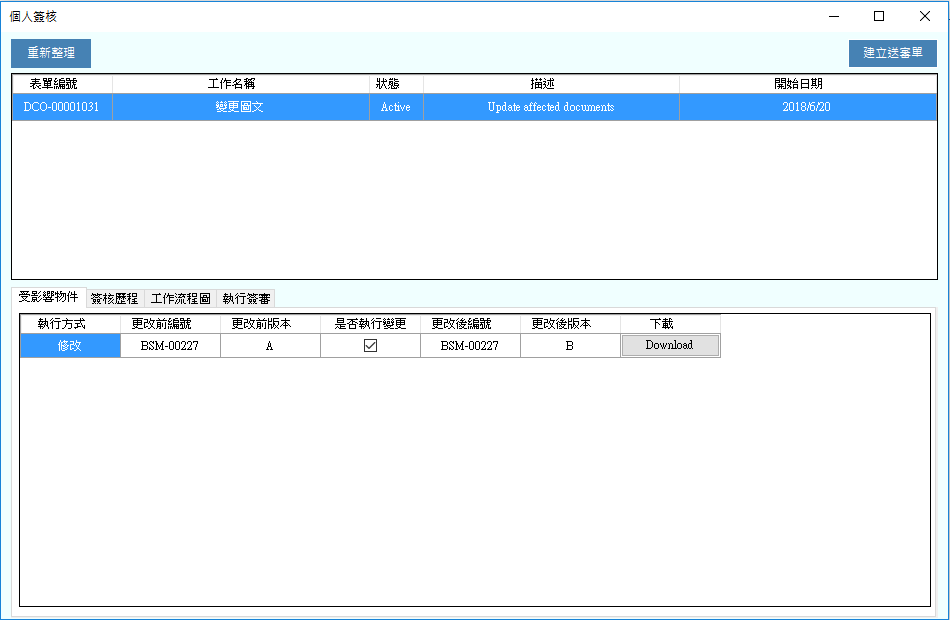 個人簽核
重新整理 建立送審單
表單編號 工作名稱 狀態 描述 開始日期
DCO-00001031 變更圖文 Active Update affected documents 2018/6/20
受影響物件 簽核歷程 工作流程圖 執行簽審
執行方式 更改前編號 更改前版本 是否執行變更 更改後編號 更改後版本 下載
修改 BSM-00227 A BSM-00227 B Download